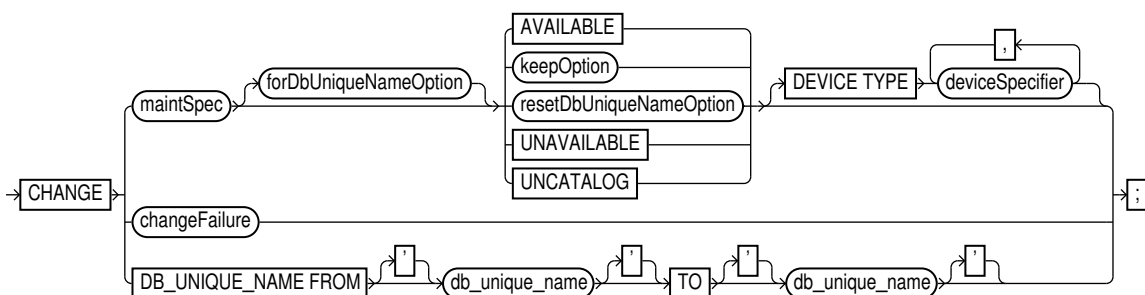 AVAILABLE
forDbUniqueNameOption keepOption DEVICE TYPE , deviceSpecifier
maintSpec resetDbUniqueNameOption
UNAVAILABLE
UNCATALOG
CHANGE ;
changeFailure
DB_UNIQUE_NAME FROM ' db_unique_name ' TO ' db_unique_name '